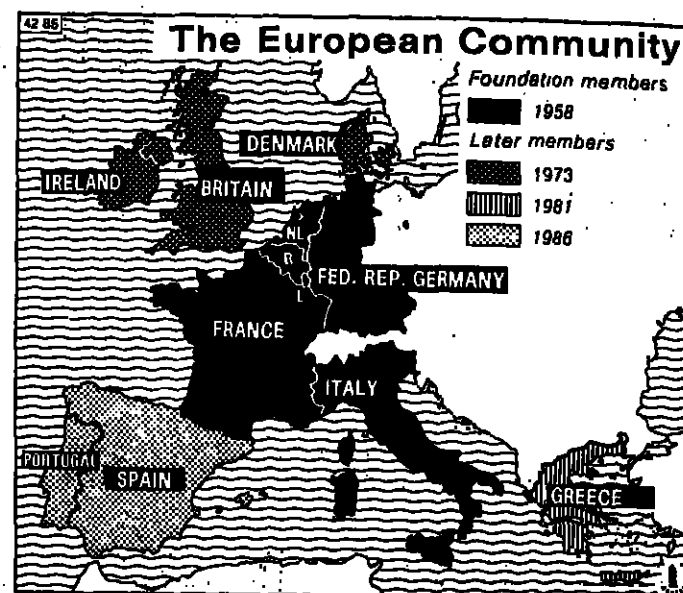 42 86
The European Community
Foundation members
1958
Later members
1973
1981
1986
DENMARK
IRELAND
BRITAIN
NL
B
L
FED. REP. GERMANY
FRANCE
ITALY
PORTUGAL
SPAIN
GREECE